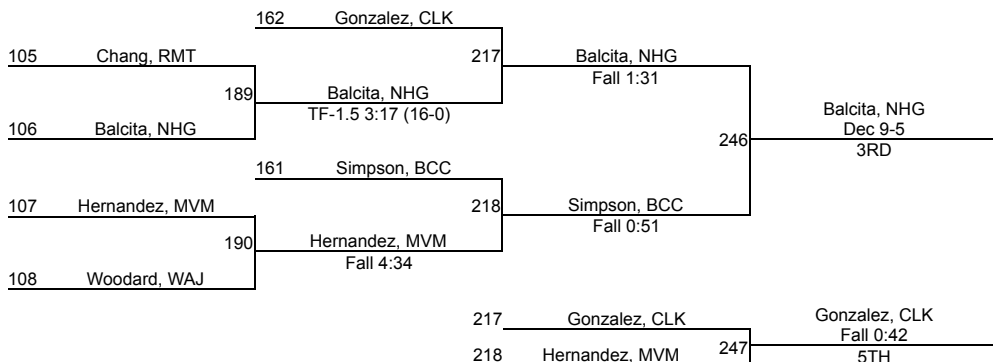 162 Gonzalez, CLK
105 Chang, RMT
217 Balcita, NHG
Fall 1:31
189 Balcita, NHG
TF-1.5 3:17 (16-0)
106 Balcita, NHG
246 Balcita, NHG
Dec 9-5
3RD
161 Simpson, BCC
107 Hernandez, MVM
218 Simpson, BCC
Fall 0:51
190 Hernandez, MVM
Fall 4:34
108 Woodard, WAJ
217 Gonzalez, CLK
247 Gonzalez, CLK
Fall 0:42
5TH
218 Hernandez, MVM